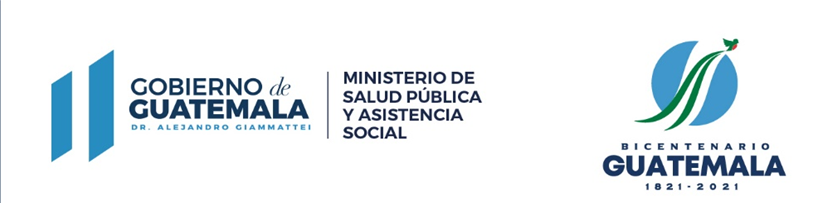 GOBIERNO de
GUATEMALA
DR. ALEJANDRO GIAMMATTEI
MINISTERIO DE
SALUD PÚBLICA
Y ASISTENCIA
SOCIAL
BICENTENARIO
GUATEMALA
1821-2021